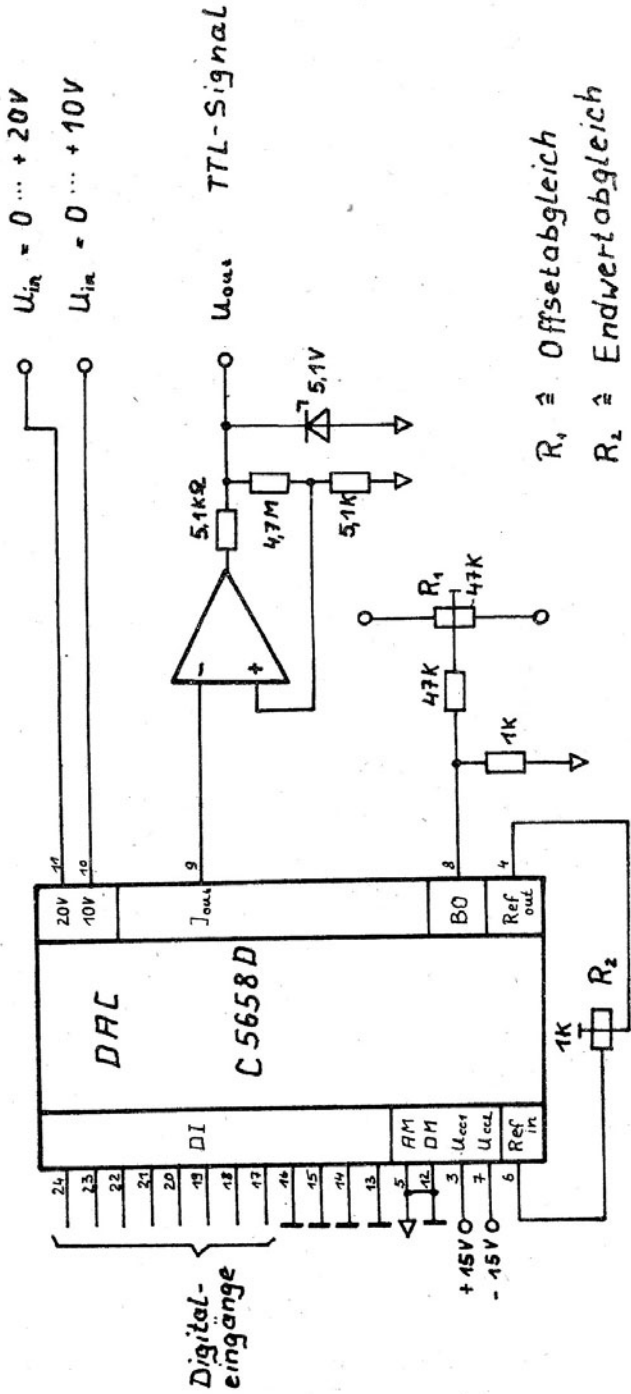 Digital-
eingänge
24
23
22
21
20
19
18
17
16
15
14
13
5
12
3
7
6
+15V
-15V
DI
AM
DM
Ucc1
Ucc2
Ref
in
DAC
C5658D
20V
10V
Jout
BO
Ref
out
11
10
9
8
4
1K
R2
Uin = 0 ... + 20V
Uin = 0 ... + 10V
Uout TTL-Signal
5,1kΩ
4,7M
5,1K
5,1V
-
+
47K
R1
47K
1K
R1 ≙ Offsetabgleich
R2 ≙ Endwertabgleich